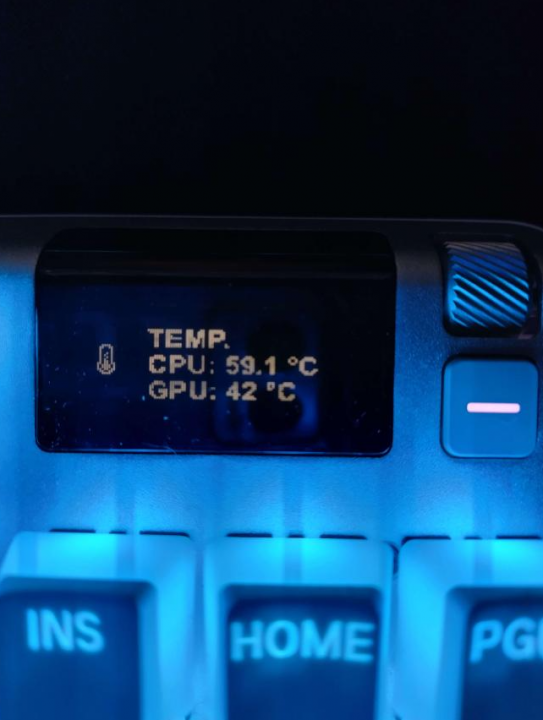 TEMP.
CPU: 59.1 °C
GPU: 42 °C
INS
HOME